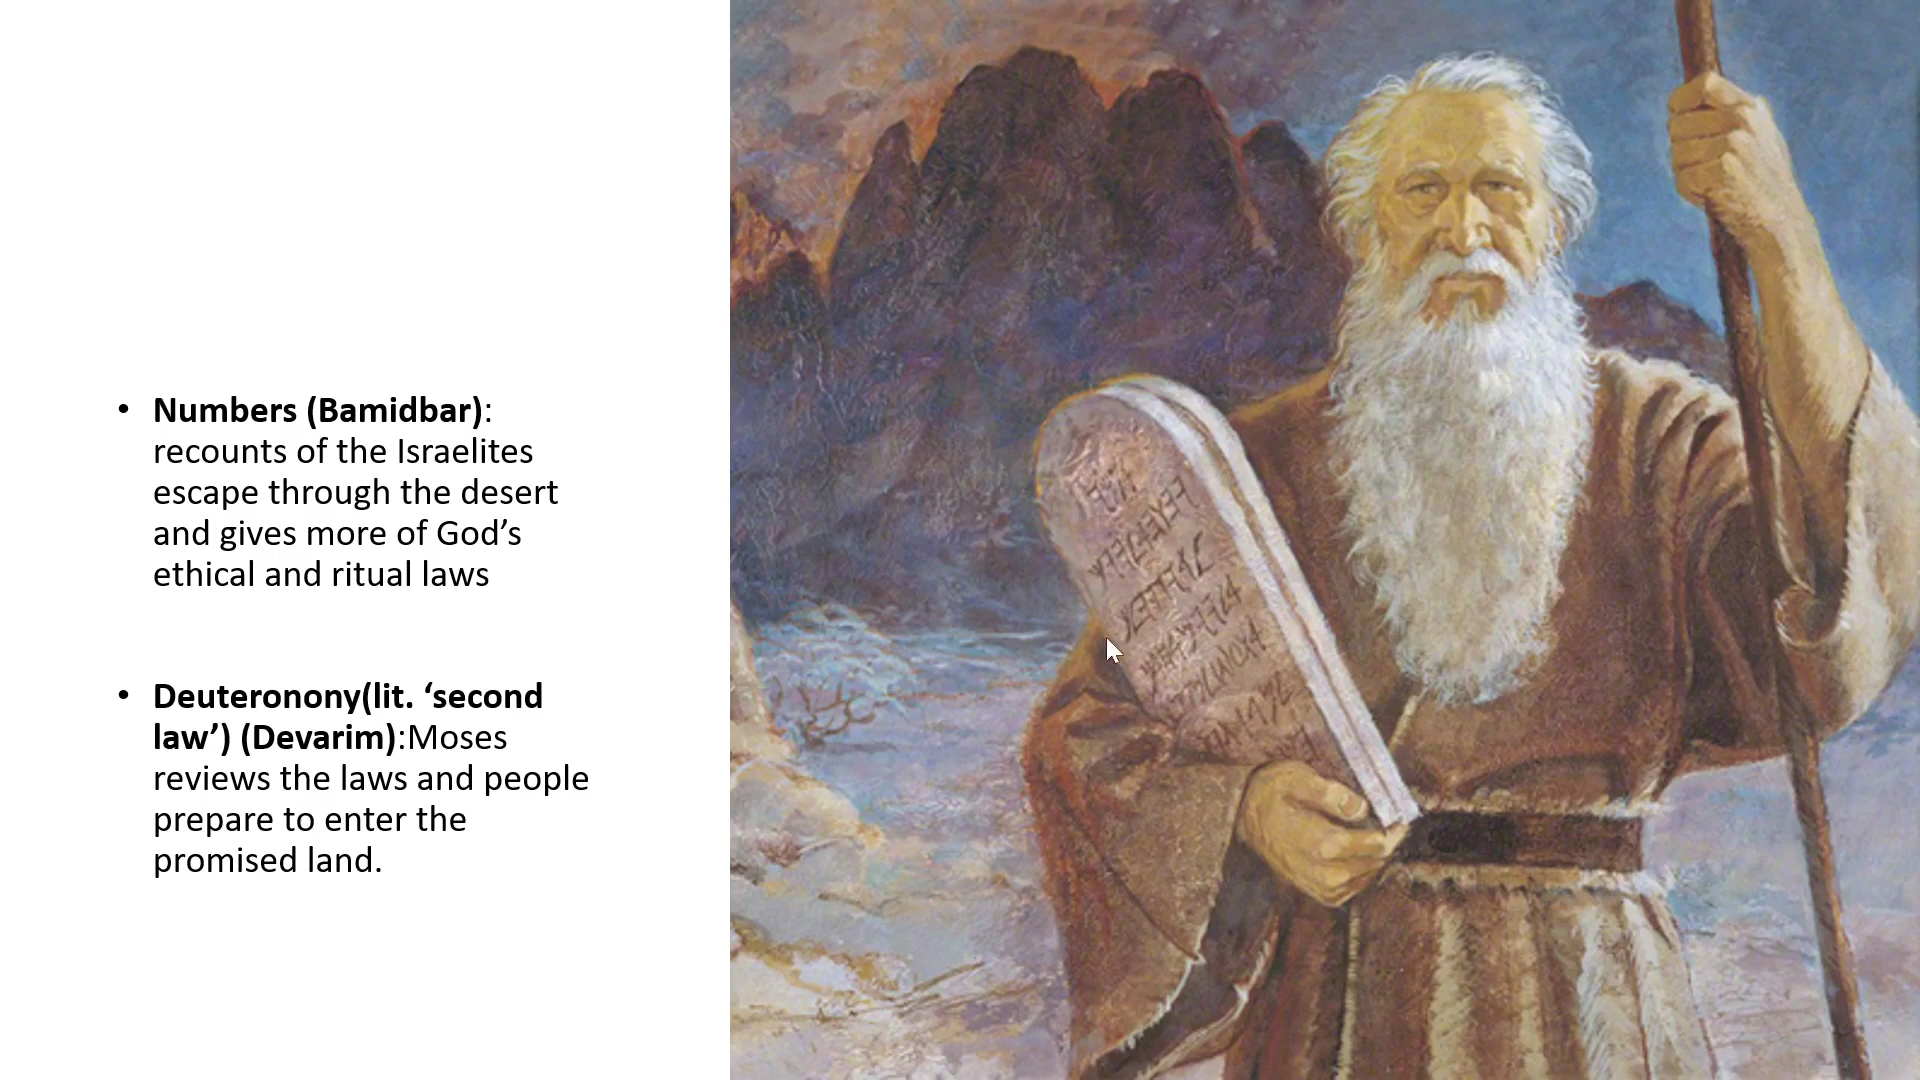 • Numbers (Bamidbar):
recounts of the Israelites
escape through the desert
and gives more of God’s
ethical and ritual laws
• Deuteronony(lit. ‘second
law’) (Devarim):Moses
reviews the laws and people
prepare to enter the
promised land.